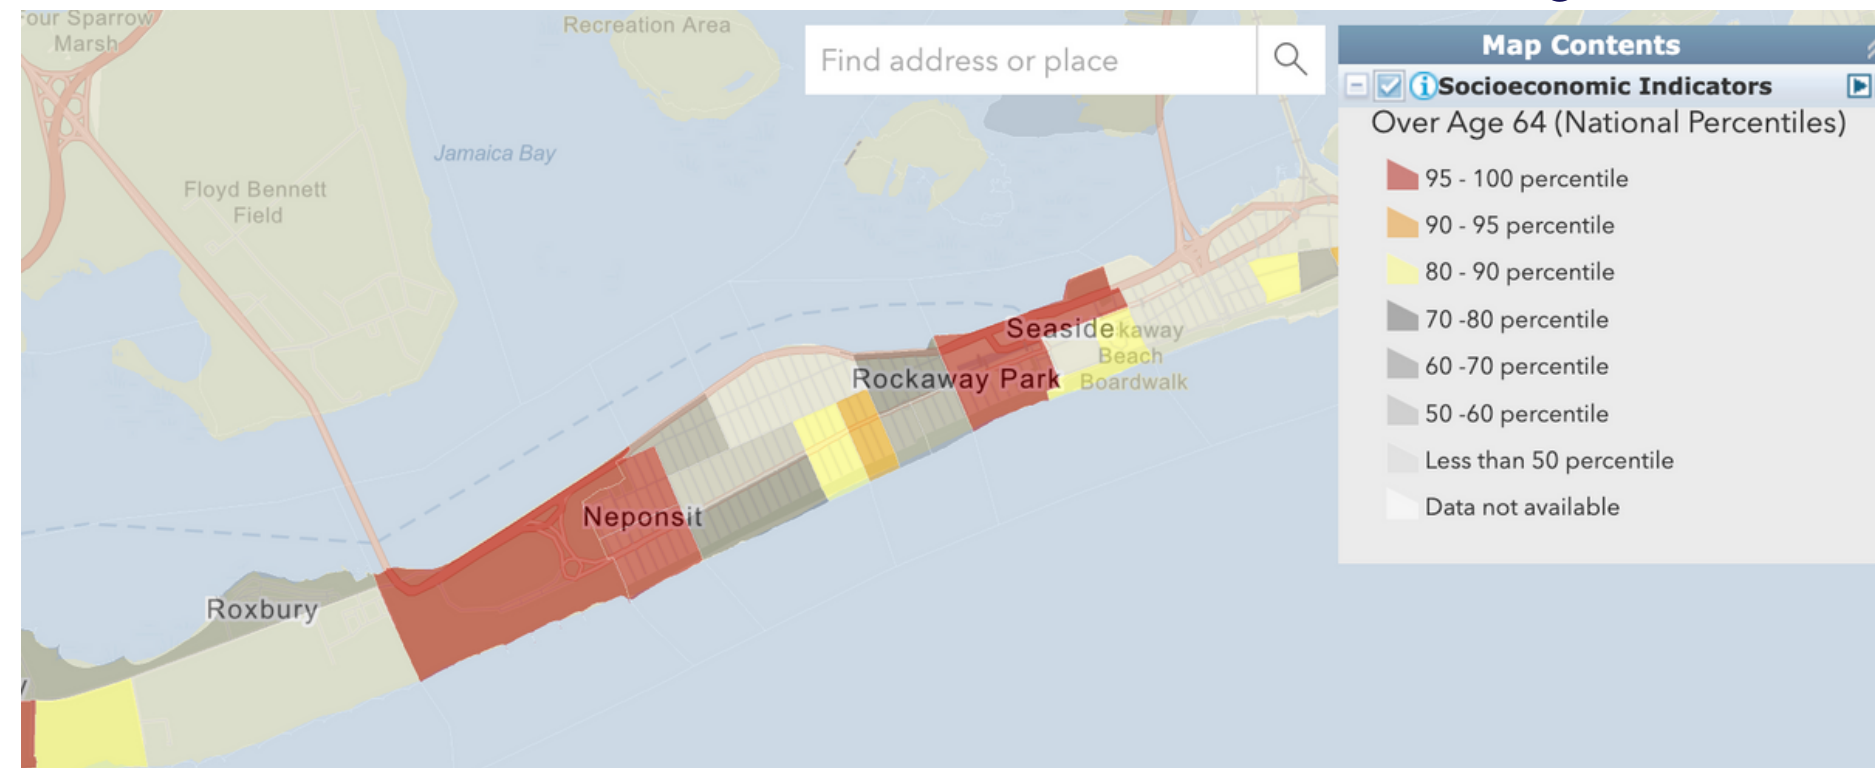 our Sparrow
Marsh
Recreation Area
Find address or place
Jamaica Bay
Floyd Bennett
Field
Seaside
kaway
Beach
Boardwalk
Rockaway Park
Neponsit
Roxbury
y
Map Contents
Socioeconomic Indicators
Over Age 64 (National Percentiles)
95 - 100 percentile
90 - 95 percentile
80 - 90 percentile
70 -80 percentile
60 -70 percentile
50 -60 percentile
Less than 50 percentile
Data not available